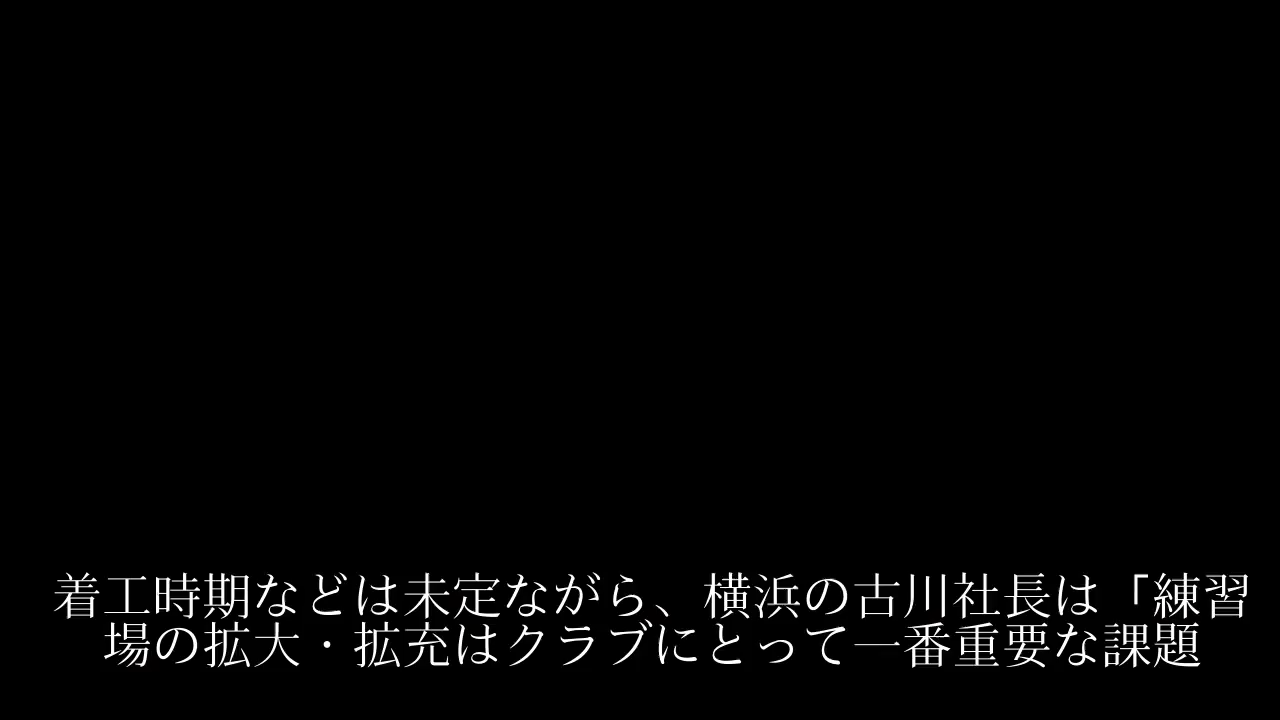 着工時期などは未定ながら、横浜の古川社長は「練習
場の拡大・拡充はクラブにとって一番重要な課題